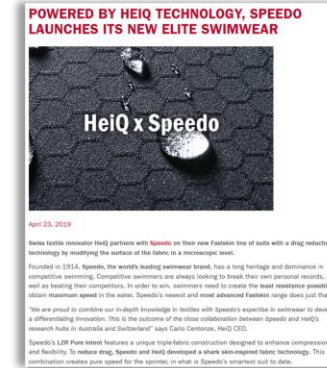 POWERED BY HEIQ TECHNOLOGY, SPEEDO
LAUNCHES ITS NEW ELITE SWIMWEAR
HeiQ x Speedo
April 23, 2019
Swiss textile innovator HeiQ partners with Speedo on their new Fastskin line of suits with a drag reductio
technology by modifying the surface of the fabric in a microscopic level.
Founded in 1914, Speedo, the world's leading swimwear brand, has a long heritage and dominance in
competitive swimming. Competitive swimmers are always looking to break their own personal records,
well as beating their competitors. In order to win, swimmers need to create the least resistance possibl
obtain maximum speed in the water. Speedo's newest and most advanced Fastskin range does just tha
"We are proud to combine our in-depth knowledge in textiles with Speedo's expertise in swimwear to deve
a differentiating innovation. This is the outcome of the close collaboration between Speedo and HeiQ's
research hubs in Australia and Switzerland" says Carlo Centonze, HeiQ CEO.
Speedo's LZR Pure Intent features a unique triple-fabric construction designed to enhance compression
and flexibility. To reduce drag, Speedo and HeiQ developed a shark skin-inspired fabric technology. This
combination creates pure speed for the sprinter, in what is Speedo's smartest suit to date.